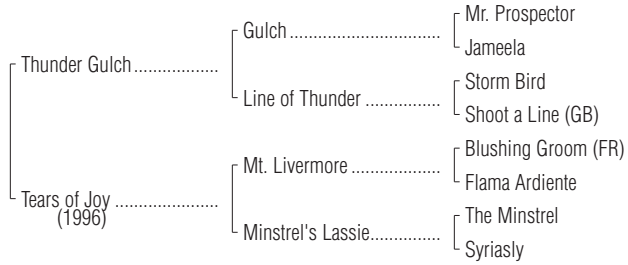 Mr. Prospector
Gulch................................
Jameela
Thunder Gulch..................
Storm Bird
Line of Thunder................
Shoot a Line (GB)
Blushing Groom (FR)
Mt. Livermore...................
Flama Ardiente
Tears of Joy......................
(1996)
The Minstrel
Minstrel's Lassie...............
Syriasly